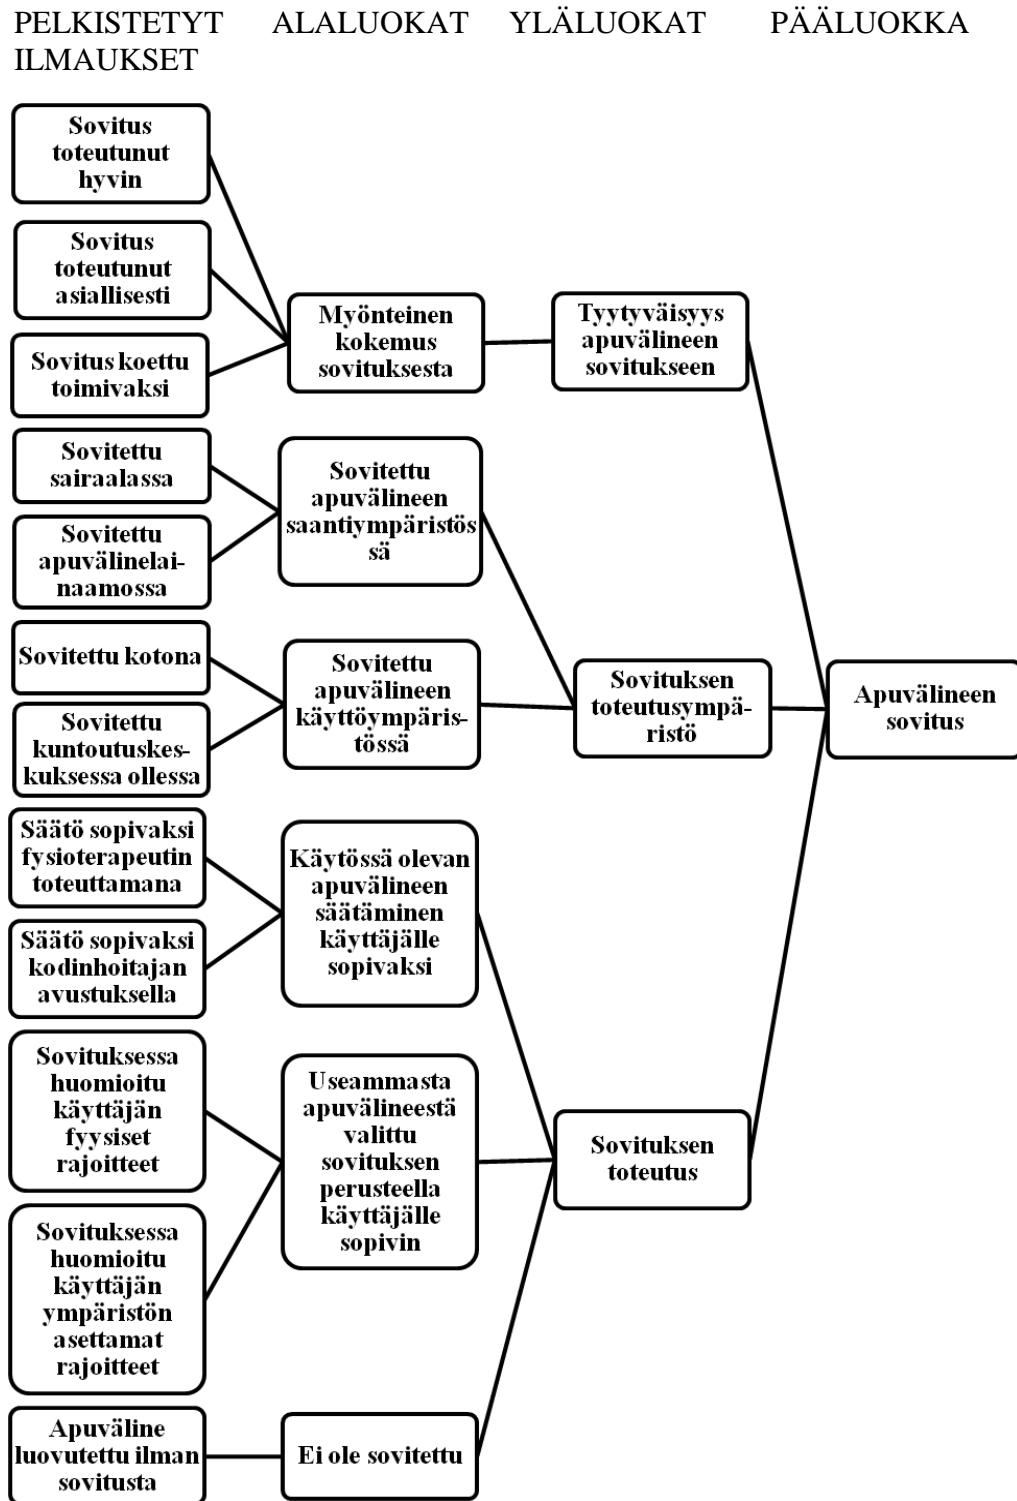 PELKISTETYT ILMAUKSET
ALALUOKAT
YLÄLUOKAT
PÄÄLUOKKA
Sovitus
toteutunut
hyvin
Sovitus
toteutunut
asiallisesti
Sovitus koettu
toimivaksi
Sovitettu
sairaalassa
Sovitettu
apuvälinelai-
naamossa
Sovitettu kotona
Sovitettu
kuntoutuskes-
kuksessa ollessa
Säätö sopivaksi
fysioterapeutin
toteuttamana
Säätö sopivaksi
kodinhoitajan
avustuksella
Sovituksessa
huomioitu
käyttäjän
fyysiset
rajoitteet
Sovituksessa
huomioitu
käyttäjän
ympäristön
asettamat
rajoitteet
Apuväline
luovutettu ilman
sovitusta
Myönteinen
kokemus
sovituksesta
Sovitettu
apuvälineen
saantiympäristös
sä
Sovitettu
apuvälineen
käyttöympäris-
tössä
Käytössä olevan
apuvälineen
säätäminen
käyttäjälle
sopivaksi
Useammasta
apuvälineestä
valittu
sovituksen
perusteella
käyttäjälle
sopivin
Ei ole sovitettu
Tyytyväisyys
apuvälineen
sovitukseen
Sovituksen
toteutusympä-
ristö
Sovituksen
toteutus
Apuvälineen
sovitus